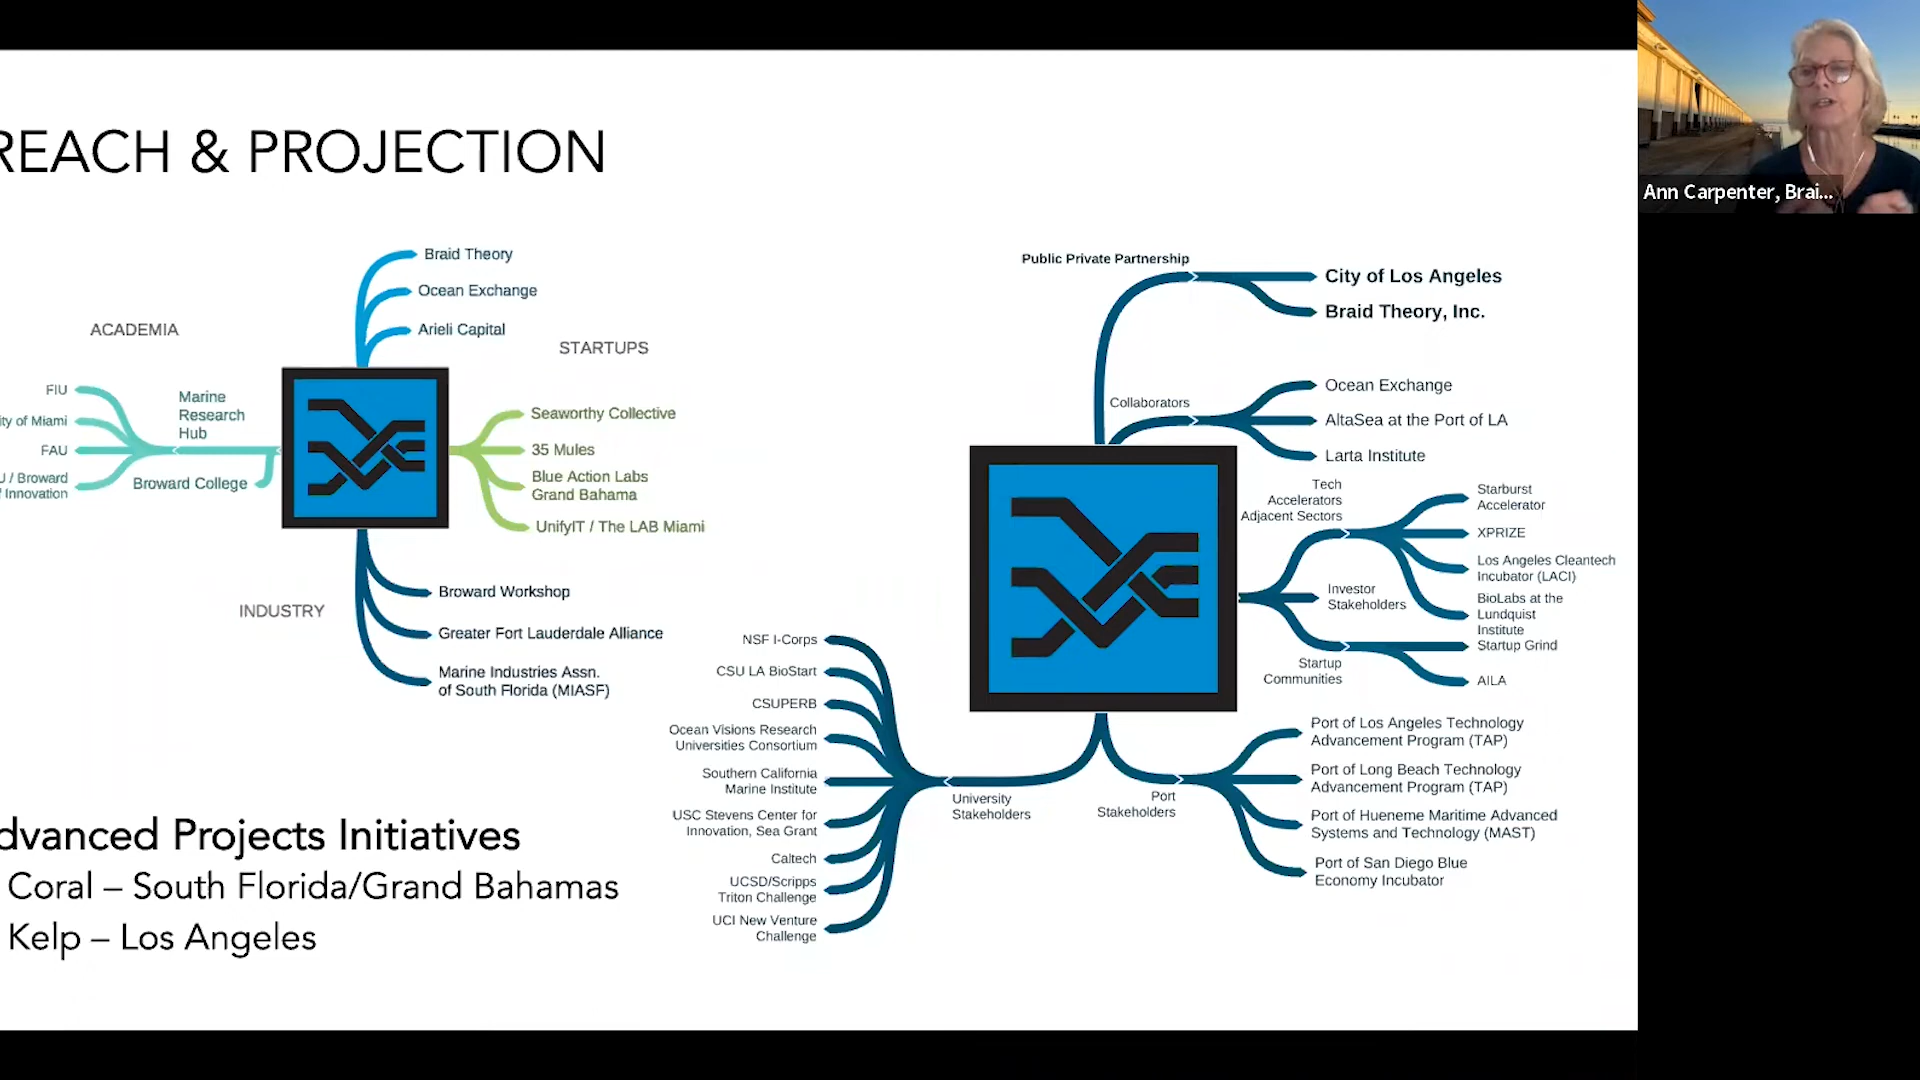 REACH & PROJECTION
Ann Carpenter, Brai...
Braid Theory
Ocean Exchange
Arieli Capital
ACADEMIA
STARTUPS
FIU
ity of Miami
FAU
U / Broward
f Innovation
Marine
Research
Hub
Broward College
Seaworthy Collective
35 Mules
Blue Action Labs
Grand Bahama
UnifyIT / The LAB Miami
INDUSTRY
Broward Workshop
Greater Fort Lauderdale Alliance
Marine Industries Assn.
of South Florida (MIASF)
dvanced Projects Initiatives
Coral – South Florida/Grand Bahamas
Kelp – Los Angeles
Public Private Partnership
City of Los Angeles
Braid Theory, Inc.
Collaborators
Ocean Exchange
AltaSea at the Port of LA
Larta Institute
Tech
Accelerators
Adjacent Sectors
Starburst
Accelerator
XPRIZE
Los Angeles Cleantech
Incubator (LACI)
BioLabs at the
Lundquist
Institute
Investor
Stakeholders
Startup
Communities
Startup Grind
AILA
NSF I-Corps
CSU LA BioStart
CSUPERB
Ocean Visions Research
Universities Consortium
Southern California
Marine Institute
USC Stevens Center for
Innovation, Sea Grant
Caltech
UCSD/Scripps
Triton Challenge
UCI New Venture
Challenge
University
Stakeholders
Port
Stakeholders
Port of Los Angeles Technology
Advancement Program (TAP)
Port of Long Beach Technology
Advancement Program (TAP)
Port of Hueneme Maritime Advanced
Systems and Technology (MAST)
Port of San Diego Blue
Economy Incubator